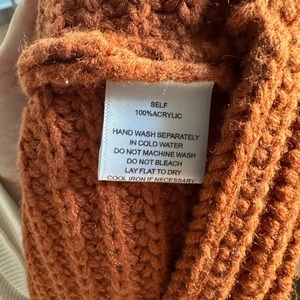 SELF
100%ACRYLIC
HAND WASH SEPARATELY
IN COLD WATER
DO NOT MACHINE WASH
DO NOT BLEACH
LAY FLAT TO DRY
COOL IRON IF NECESSARY